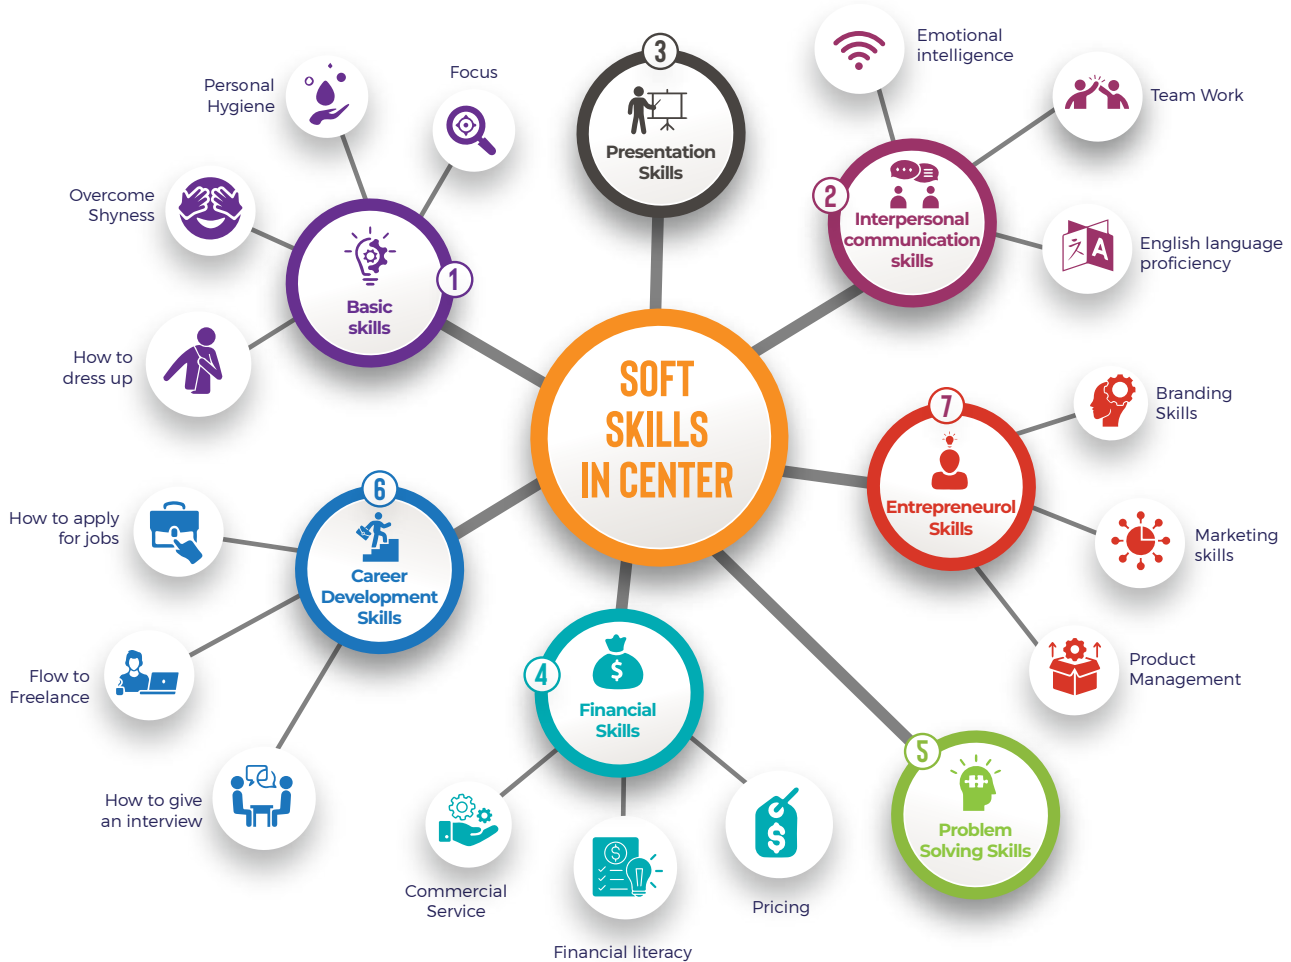 SOFT
SKILLS
IN CENTER
1
Basic
skills
Personal
Hygiene
Focus
Overcome
Shyness
How to
dress up
2
Interpersonal
communication
skills
Emotional
intelligence
Team Work
English language
proficiency
A
3
Presentation
Skills
4
Financial
Skills
$
Commercial
Service
Financial literacy
$
Pricing
$
5
Problem
Solving Skills
6
Career
Development
Skills
How to apply
for jobs
Flow to
Freelance
How to give
an interview
7
Entrepreneurol
Skills
Branding
Skills
Marketing
skills
Product
Management